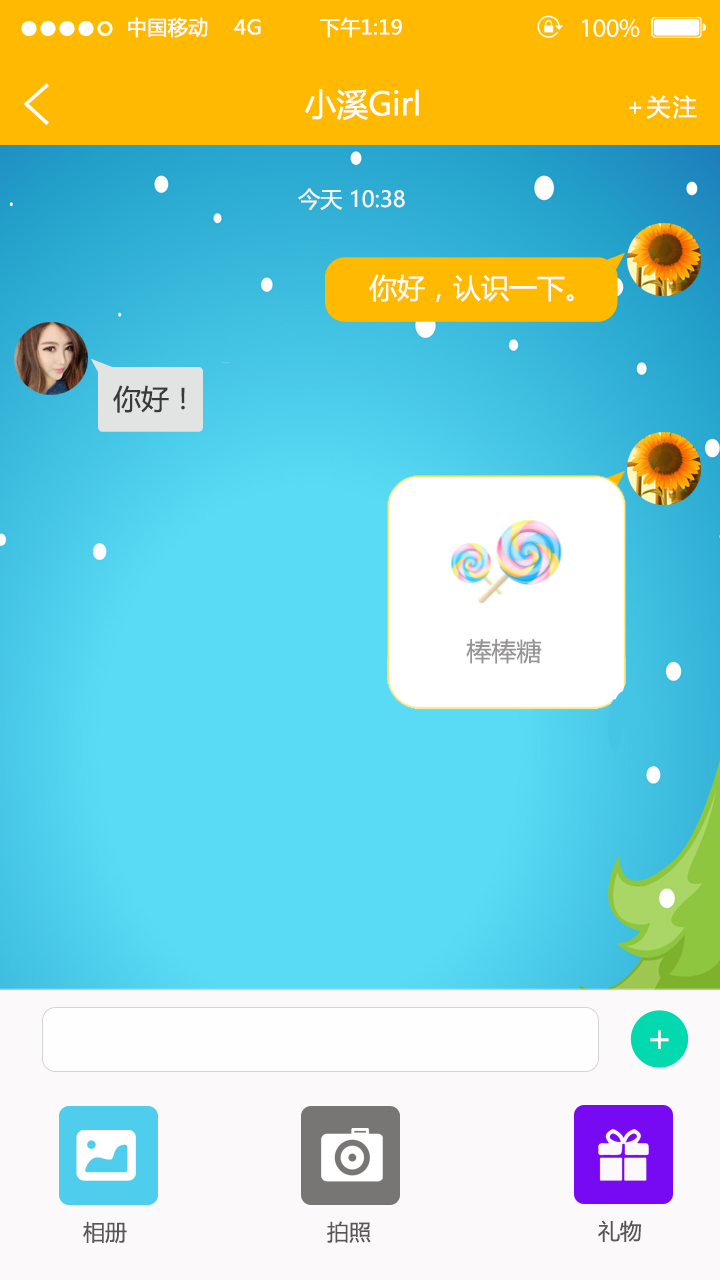 中国移动 4G 下午1:19 100%
小溪Girl
+关注
今天 10:38
你好，认识一下。
你好！
棒棒糖
+
相册 拍照 礼物